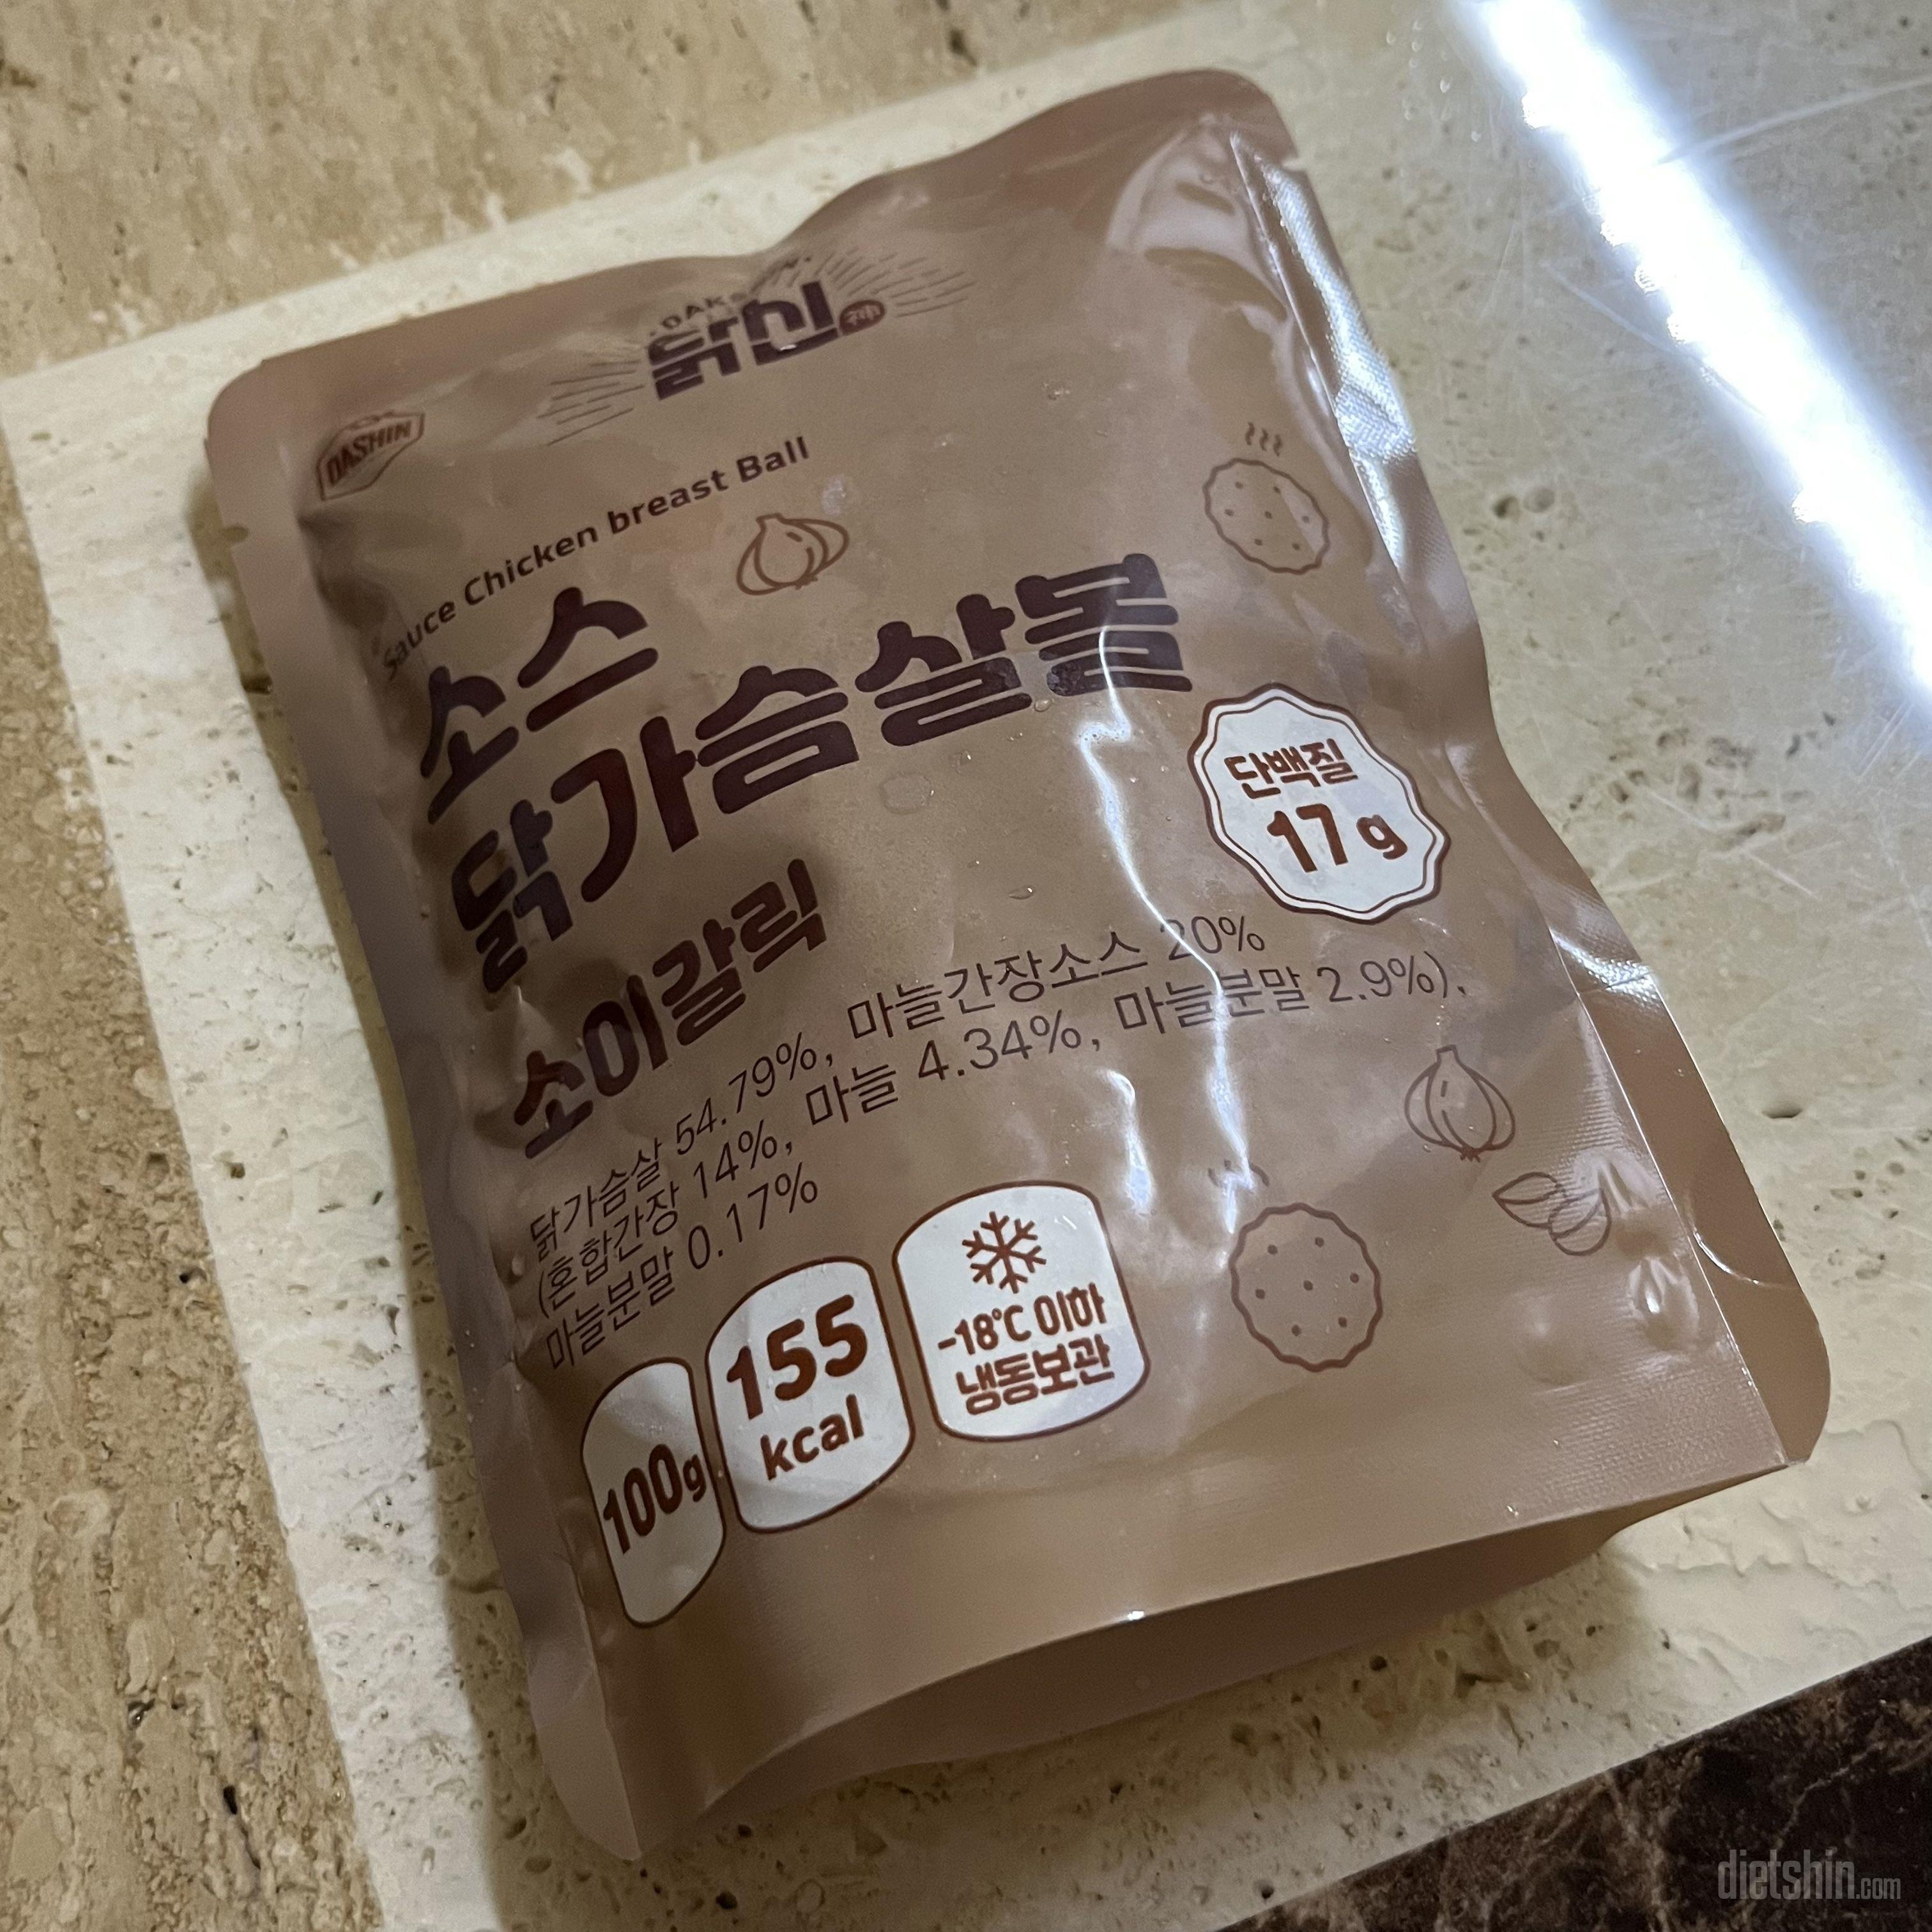 닭신
神
DASHIN
Sauce Chicken breast Ball
소스
닭가슴살볼
소이갈릭
단백질
17g
닭가슴살 54.79%, 마늘간장소스 20%
(혼합간장 14%, 마늘 4.34%, 마늘분말 2.9%),
마늘분말 0.17%
100g
155
kcal
-18℃ 이하
냉동보관
dietshin.com